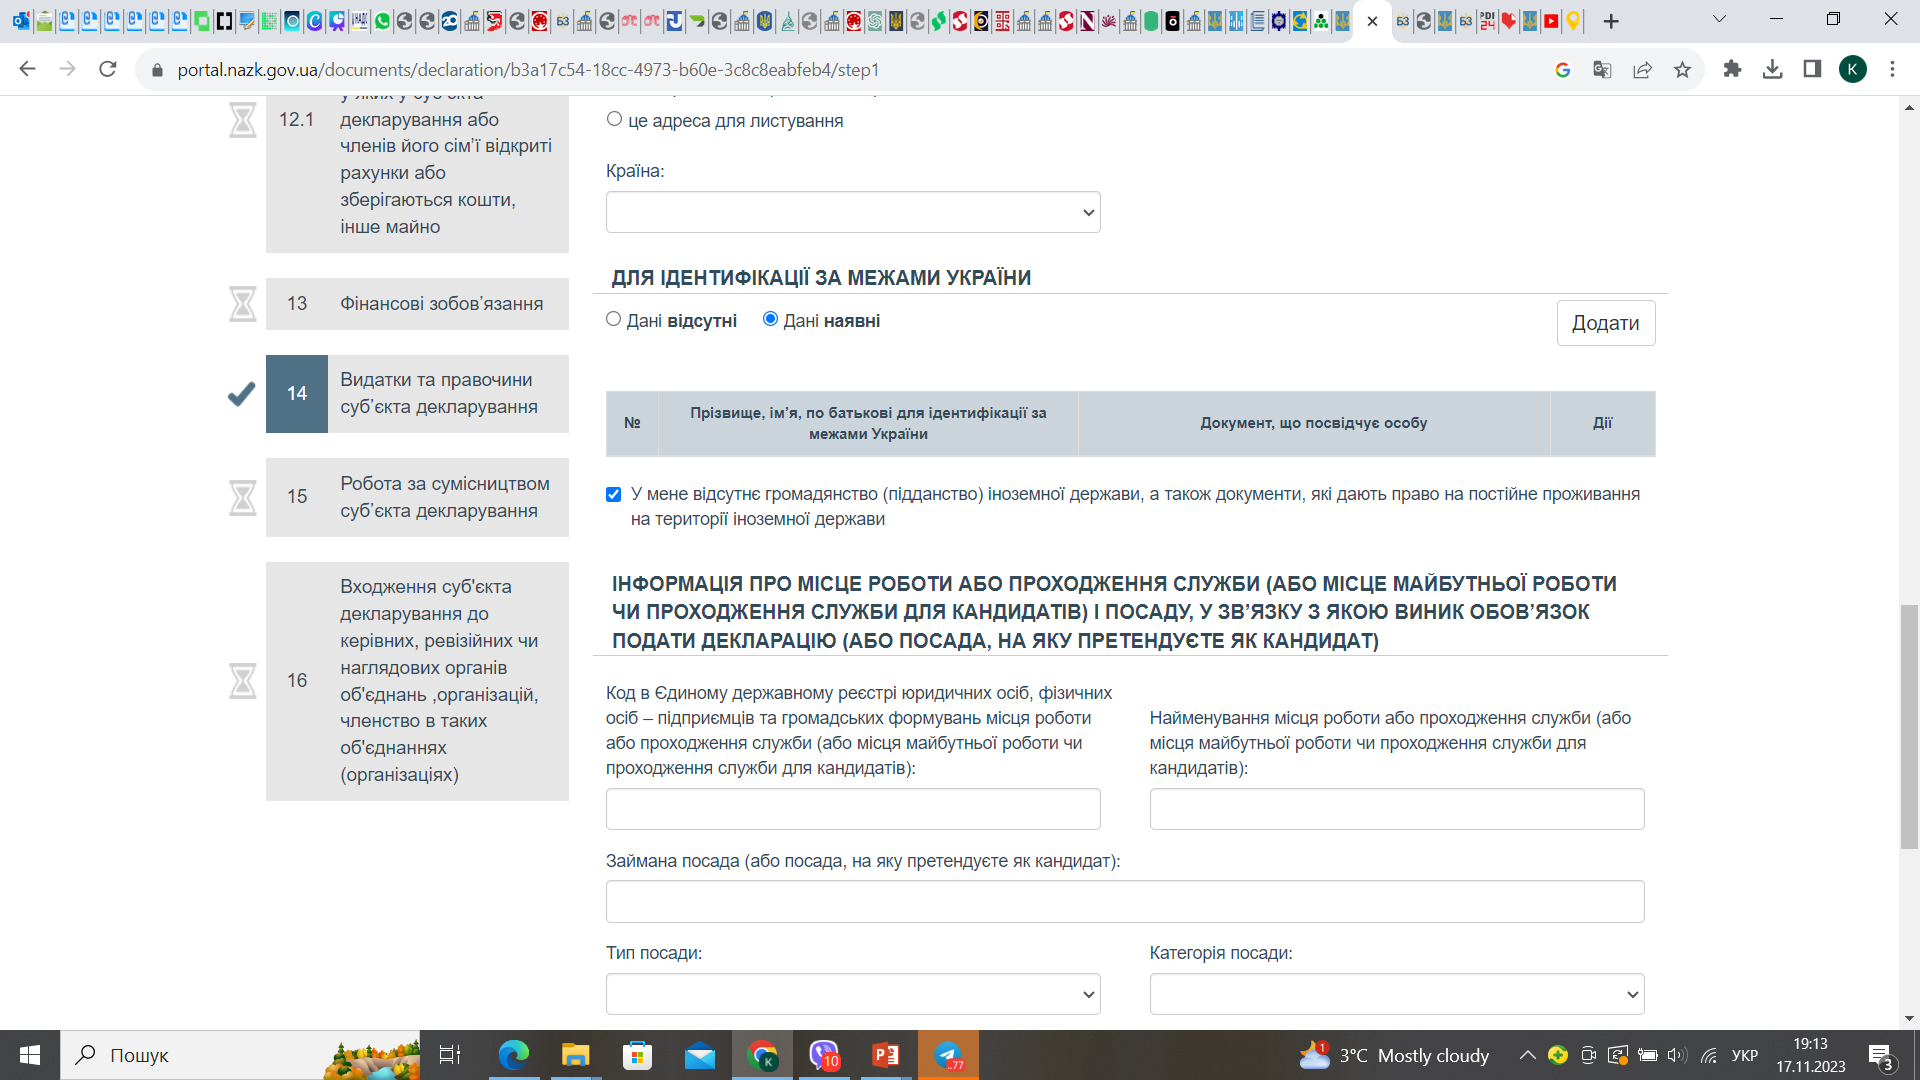 portal.nazk.gov.ua/documents/declaration/b3a17c54-18cc-4973-b60e-3c8c8eabfeb4/step1
K
12.1
декларування або
членів його сім’ї відкриті
рахунки або
зберігаються кошти,
інше майно
13
Фінансові зобов’язання
14
Видатки та правочини
суб’єкта декларування
15
Робота за сумісництвом
суб’єкта декларування
16
Входження суб'єкта
декларування до
керівних, ревізійних чи
наглядових органів
об'єднань ,організацій,
членство в таких
об'єднаннях
(організаціях)
це адреса для листування
Країна:
ДЛЯ ІДЕНТИФІКАЦІЇ ЗА МЕЖАМИ УКРАЇНИ
Дані відсутні
Дані наявні
Додати
№
Прізвище, ім’я, по батькові для ідентифікації за
межами України
Документ, що посвідчує особу
Дії
У мене відсутнє громадянство (підданство) іноземної держави, а також документи, які дають право на постійне проживання
на території іноземної держави
ІНФОРМАЦІЯ ПРО МІСЦЕ РОБОТИ АБО ПРОХОДЖЕННЯ СЛУЖБИ (АБО МІСЦЕ МАЙБУТНЬОЇ РОБОТИ
ЧИ ПРОХОДЖЕННЯ СЛУЖБИ ДЛЯ КАНДИДАТІВ) І ПОСАДУ, У ЗВ’ЯЗКУ З ЯКОЮ ВИНИК ОБОВ’ЯЗОК
ПОДАТИ ДЕКЛАРАЦІЮ (АБО ПОСАДА, НА ЯКУ ПРЕТЕНДУЄТЕ ЯК КАНДИДАТ)
Код в Єдиному державному реєстрі юридичних осіб, фізичних
осіб – підприємців та громадських формувань місця роботи
або проходження служби (або місця майбутньої роботи чи
проходження служби для кандидатів):
Найменування місця роботи або проходження служби (або
місця майбутньої роботи чи проходження служби для
кандидатів):
Займана посада (або посада, на яку претендуєте як кандидат):
Тип посади:
Категорія посади:
Пошук
K
10
..77
1
3°C Mostly cloudy
УКР
19:13
17.11.2023
3